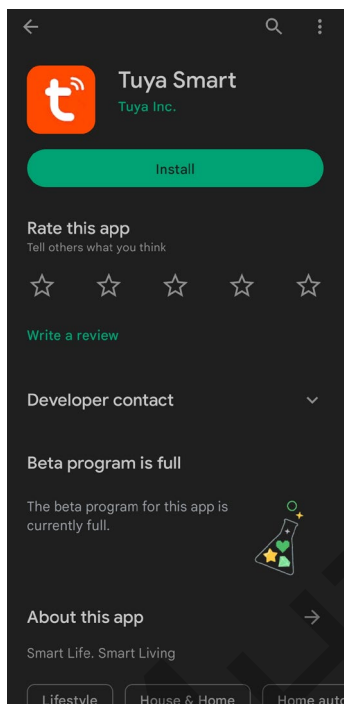 Tuya Smart
Tuya Inc.
Install
Rate this app
Tell others what you think
Write a review
Developer contact
Beta program is full
The beta program for this app is
currently full.
About this app
Smart Life. Smart Living
Lifestyle
House & Home
Home auto